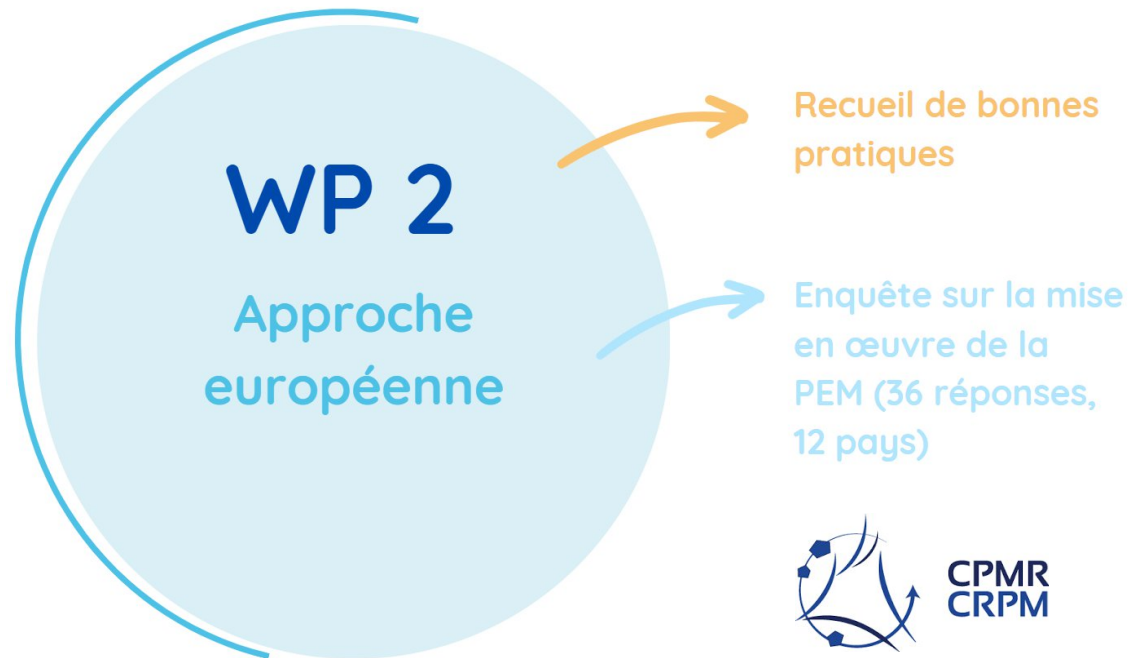 WP 2
Approche
européenne
Recueil de bonnes
pratiques
Enquête sur la mise
en œuvre de la
PEM (36 réponses,
12 pays)
CPMR
CRPM